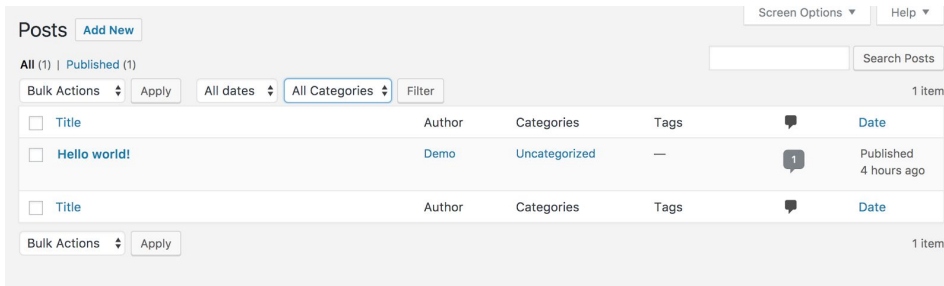 Screen Options ▼ Help ▼
Posts Add New
All (1) | Published (1)
Search Posts
Bulk Actions Apply All dates All Categories Filter 1 item
Title Author Categories Tags Date
Hello world! Demo Uncategorized — 1 Published
4 hours ago
Title Author Categories Tags Date
Bulk Actions Apply 1 item